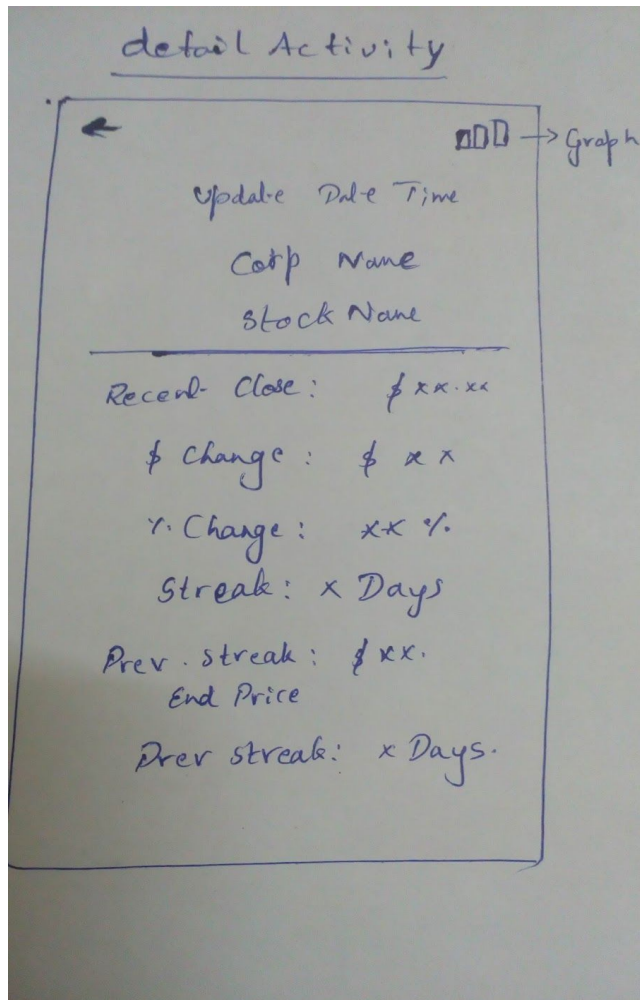 detail Activity
→ Graph
Update Date Time
Corp Name
Stock Name
Recent Close: $ xx.xx
$ Change: $ x x
% Change: xx %
Streak: x Days
Prev. Streak: $ xx.
End Price
Prev Streak: x Days.